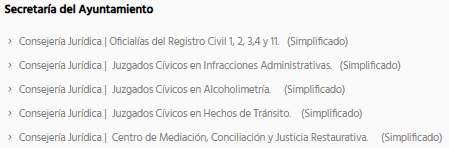 Secretaría del Ayuntamiento
› Consejería Jurídica | Oficialías del Registro Civil 1, 2, 3,4 y 11. (Simplificado)
› Consejería Jurídica | Juzgados Cívicos en Infracciones Administrativas. (Simplificado)
› Consejería Jurídica | Juzgados Cívicos en Alcoholimetría. (Simplificado)
› Consejería Jurídica | Juzgados Cívicos en Hechos de Tránsito. (Simplificado)
› Consejería Jurídica | Centro de Mediación, Conciliación y Justicia Restaurativa. (Simplificado)